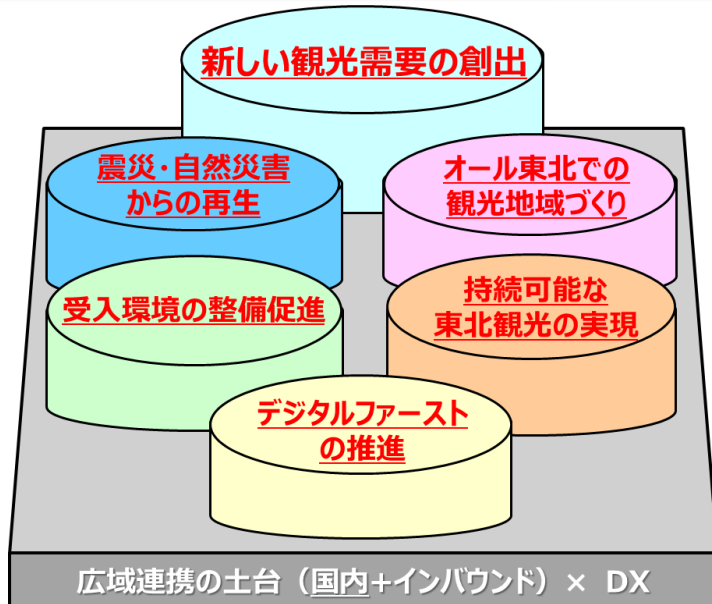 新しい観光需要の創出
震災・自然災害
からの再生
オール東北での
観光地域づくり
受入環境の整備促進
持続可能な
東北観光の実現
デジタルファースト
の推進
広域連携の土台（国内+インバウンド）× DX